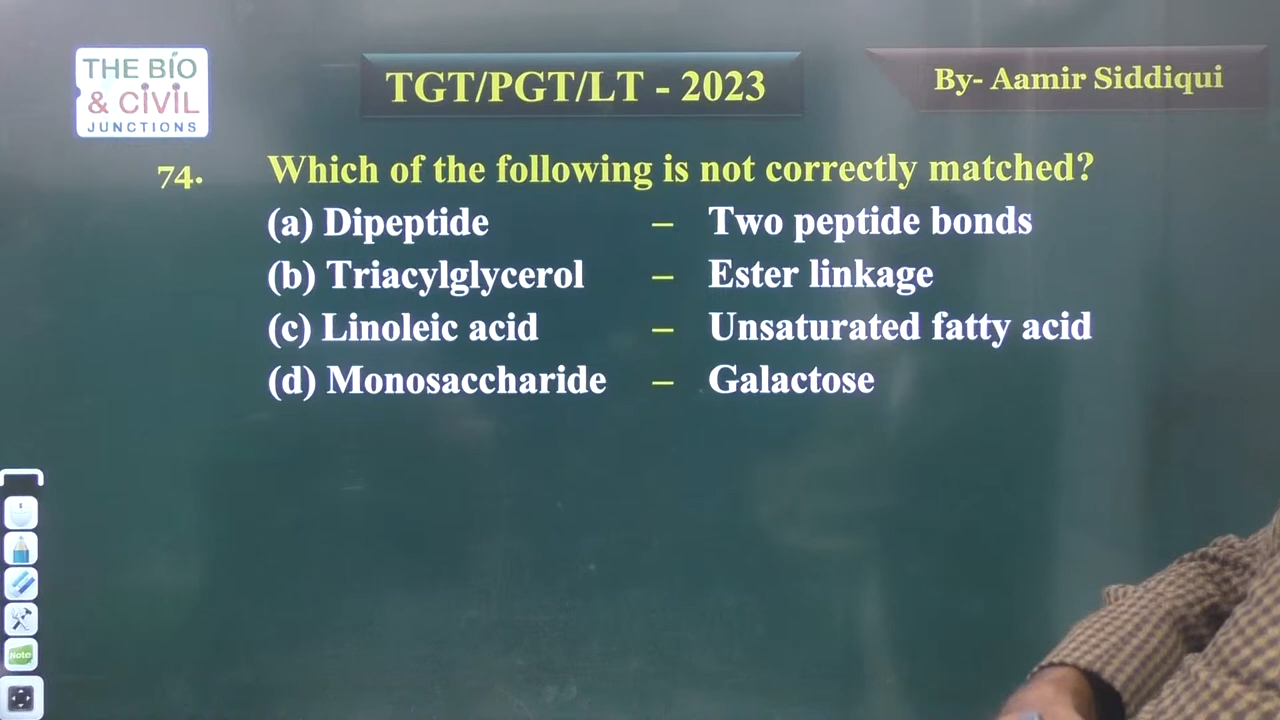 THE BIO
& CIVIL
JUNCTIONS
TGT/PGT/LT - 2023
By- Aamir Siddiqui
74. Which of the following is not correctly matched?
(a) Dipeptide – Two peptide bonds
(b) Triacylglycerol – Ester linkage
(c) Linoleic acid – Unsaturated fatty acid
(d) Monosaccharide – Galactose
Note